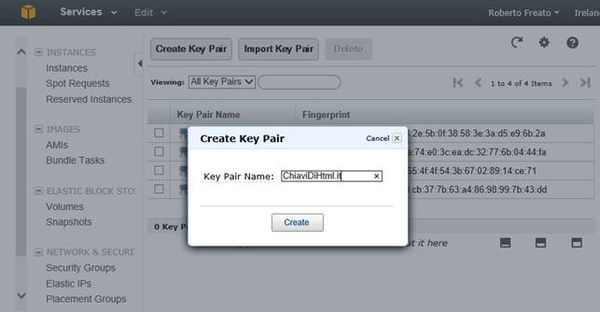 Services Edit Roberto Freato Irelan
INSTANCES
Instances
Spot Requests
Reserved Instances
IMAGES
AMIs
Bundle Tasks
ELASTIC BLOCK STO
Volumes
Snapshots
NETWORK & SECURIT
Security Groups
Elastic IPs
Placement Groups
Create Key Pair Import Key Pair Delete
Viewing: All Key Pairs 1 to 4 of 4 Items
Key Pair Name Fingerprint
2e:5b:0f:38:58:3e:3a:d5:e9:6b:2a
e:74:e0:3c:ea:dc:32:77:6b:04:44:fa
65:4f:4f:54:3b:67:02:89:14:ce:71
cb:37:7b:63:a4:86:98:99:7b:43:dd
0 Key Pa
it here
Create Key Pair Cancel
Key Pair Name: ChiaviDiHtml.it
Create